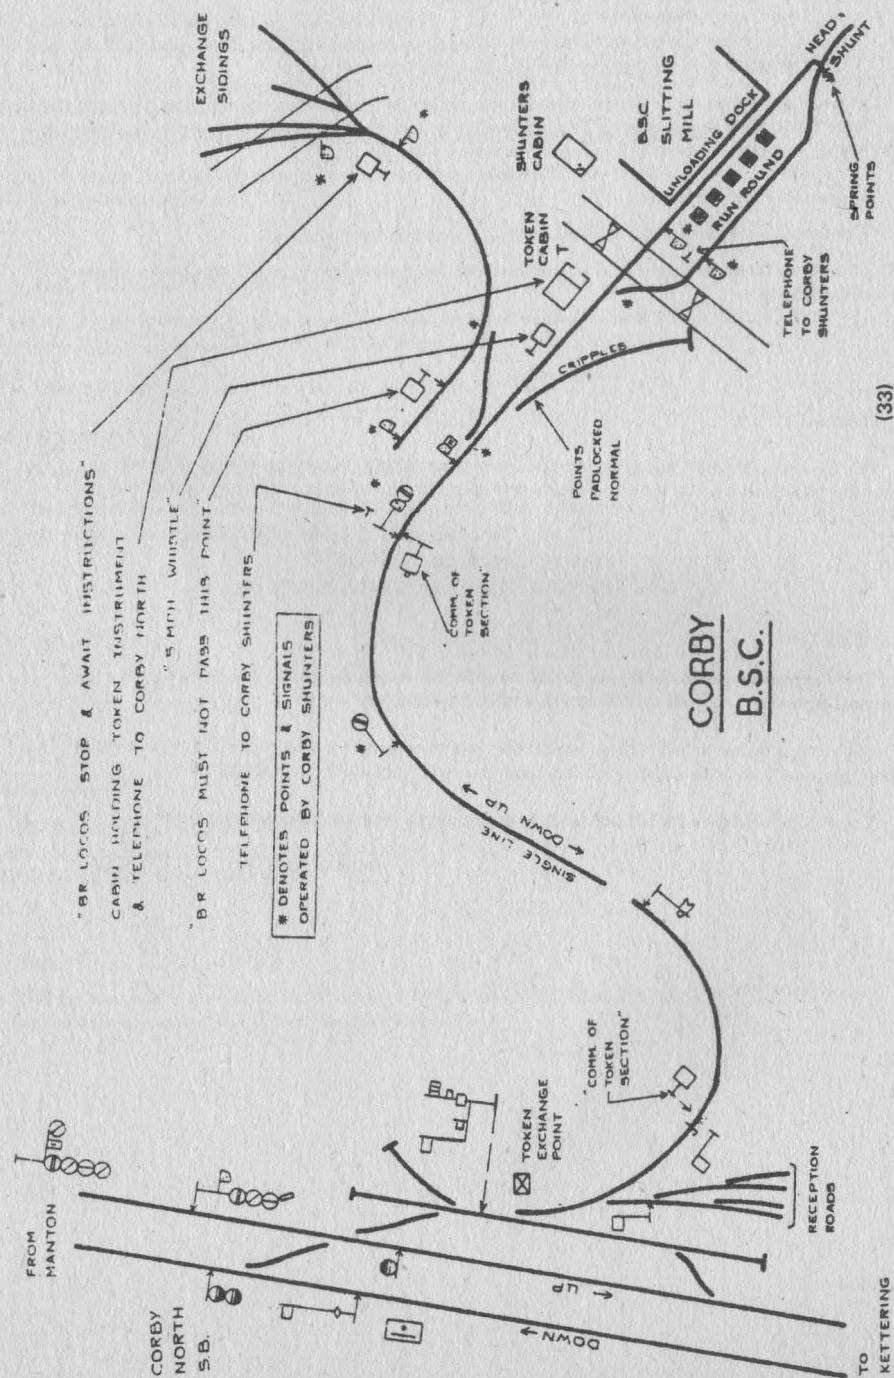 EXCHANGE
SIDINGS
"BR LOCOS STOP & AWAIT INSTRUCTIONS"
CABIN HOLDING TOKEN INSTRUMENT
& TELEPHONE TO CORBY NORTH
"5 MPH WHISTLE"
"BR LOCOS MUST NOT PASS THIS POINT"
TELEPHONE TO CORBY SHUNTERS
* DENOTES POINTS & SIGNALS
OPERATED BY CORBY SHUNTERS
SHUNTERS
CABIN
B.S.C.
SLITTING
MILL
UNLOADING DOCK
HEAD
SHUNT
RUN ROUND
SPRING
POINTS
TOKEN
CABIN
T
T
TELEPHONE
TO CORBY
SHUNTERS
CRIPPLES
POINTS
PADLOCKED
NORMAL
"COMM. OF
TOKEN
SECTION"
SINGLE LINE
DOWN UP
CORBY
B.S.C.
"COMM. OF
TOKEN
SECTION"
TOKEN
EXCHANGE
POINT
RECEPTION
ROADS
FROM
MANTON
CORBY
NORTH
S.B.
UP
DOWN
TO
KETTERING
(33)